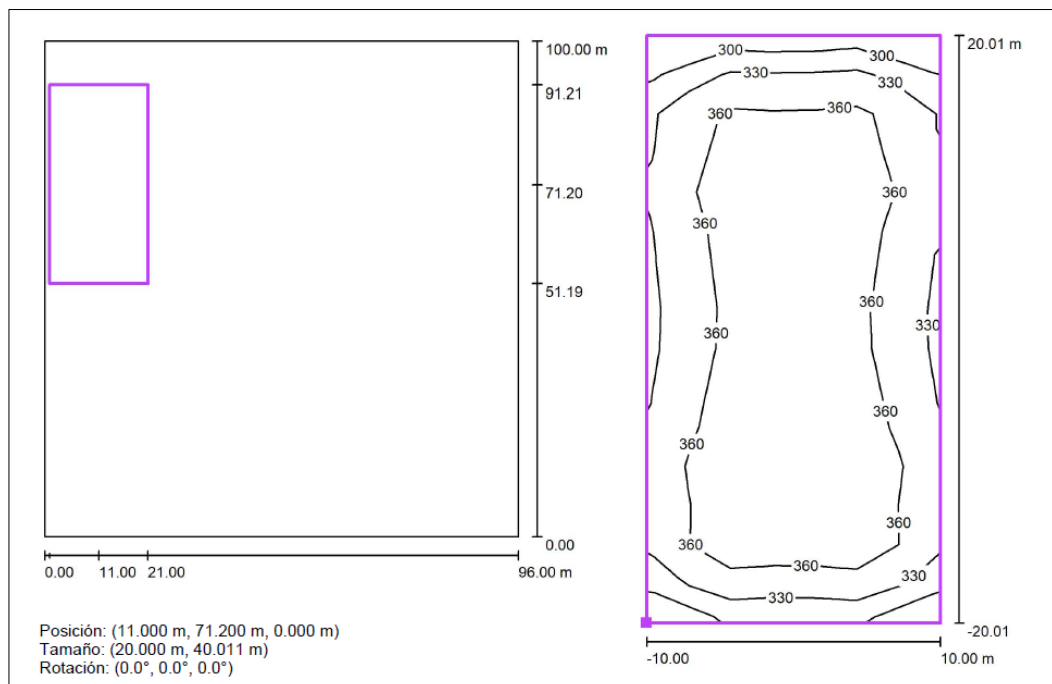 100.00 m
91.21
71.20
51.19
0.00
0.00 11.00 21.00 96.00 m
Posición: (11.000 m, 71.200 m, 0.000 m)
Tamaño: (20.000 m, 40.011 m)
Rotación: (0.0°, 0.0°, 0.0°)
20.01 m
300 300
330 330
360 360
360
360
360
330
360
360
360
360
360
360
330
330
-20.01
-10.00 10.00 m